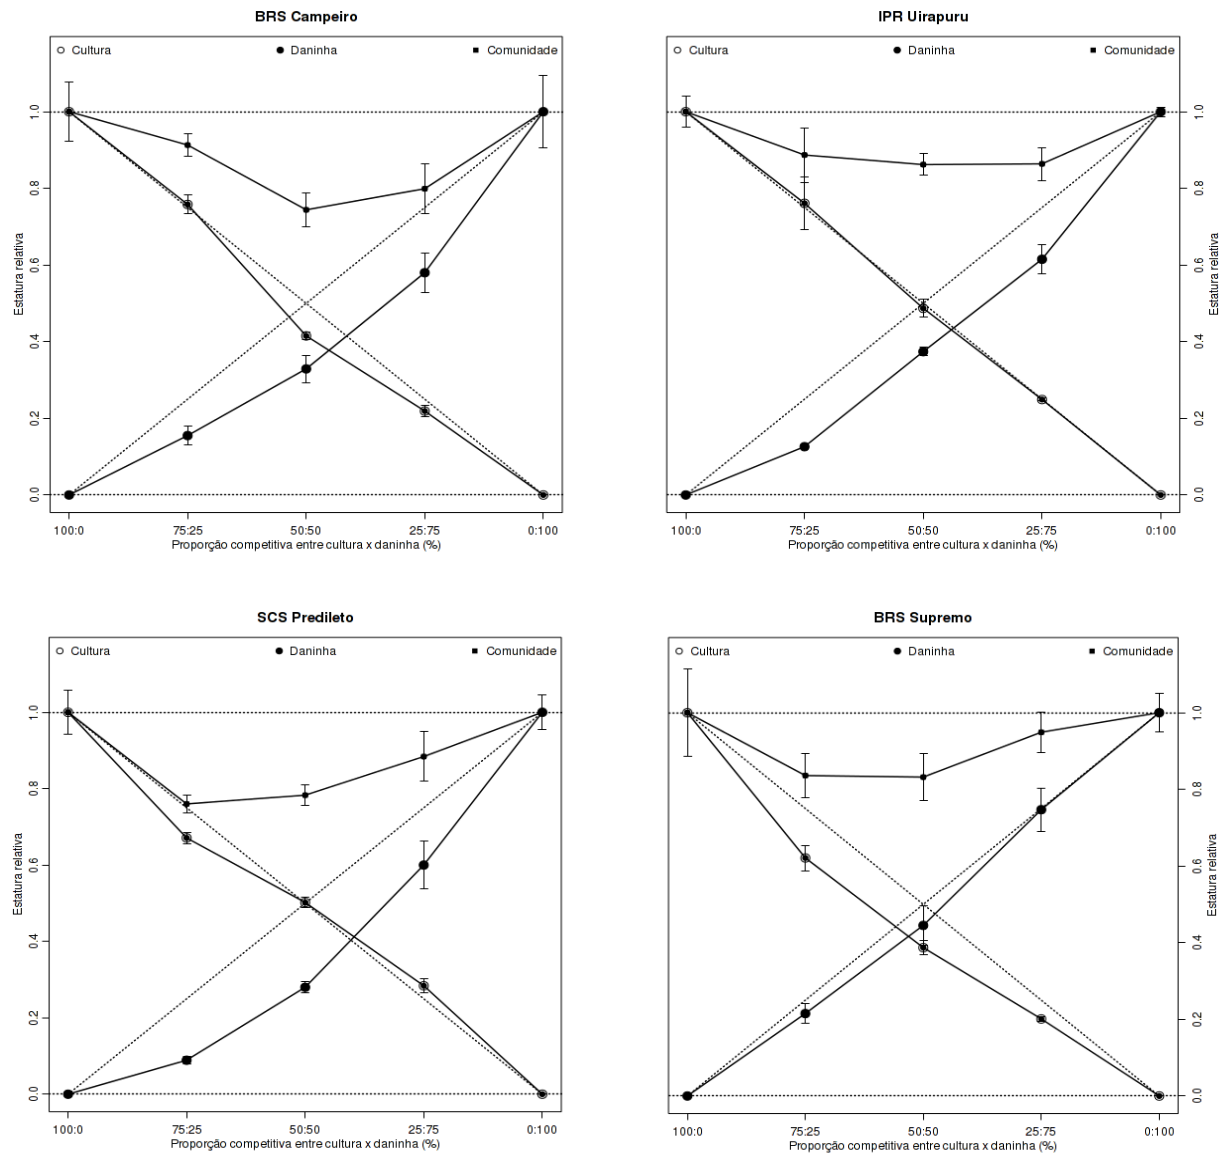 BRS Campeiro
Cultura Daninha Comunidade
Estatura relativa
0.0 0.2 0.4 0.6 0.8 1.0
100:0 75:25 50:50 25:75 0:100
Proporção competitiva entre cultura x daninha (%)
IPR Uirapuru
Cultura Daninha Comunidade
Estatura relativa
0.0 0.2 0.4 0.6 0.8 1.0
100:0 75:25 50:50 25:75 0:100
Proporção competitiva entre cultura x daninha (%)
SCS Predileto
Cultura Daninha Comunidade
Estatura relativa
0.0 0.2 0.4 0.6 0.8 1.0
100:0 75:25 50:50 25:75 0:100
Proporção competitiva entre cultura x daninha (%)
BRS Supremo
Cultura Daninha Comunidade
Estatura relativa
0.0 0.2 0.4 0.6 0.8 1.0
100:0 75:25 50:50 25:75 0:100
Proporção competitiva entre cultura x daninha (%)